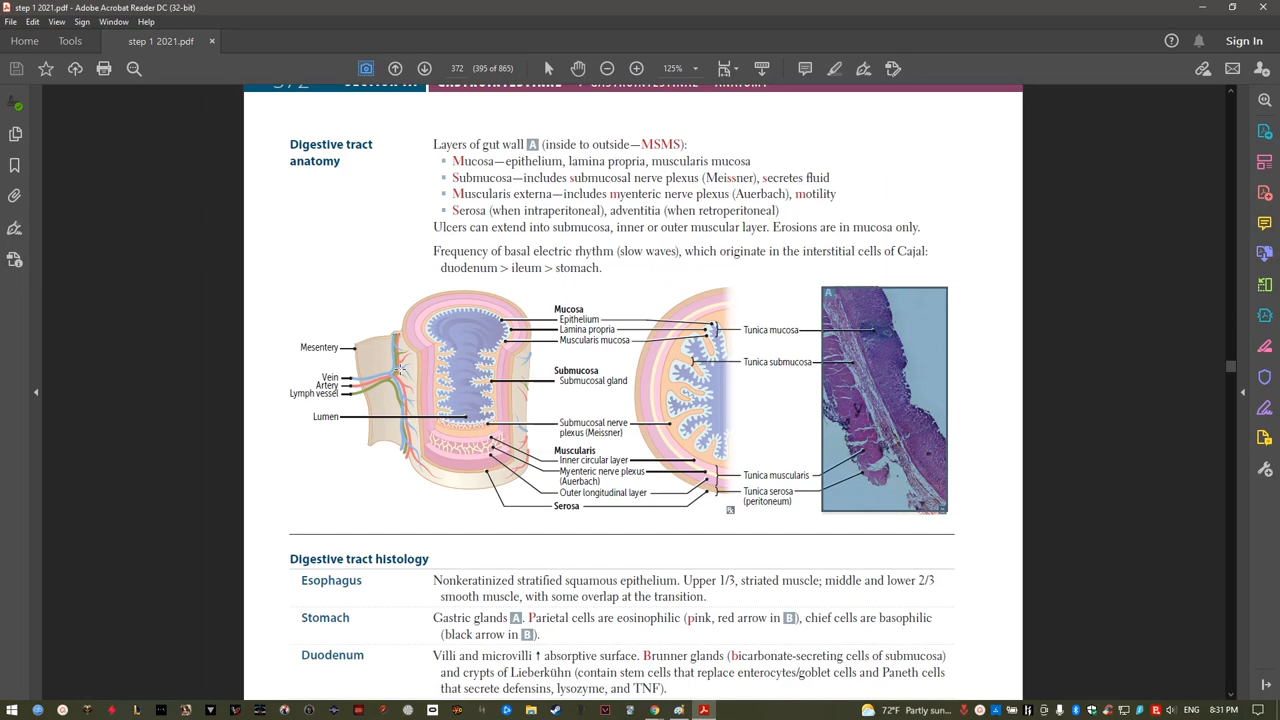 step 1 2021.pdf - Adobe Acrobat Reader DC (32-bit)
File Edit View Sign Window Help
Home Tools step 1 2021.pdf × Sign In
372 (395 of 865) 125%
Digestive tract
anatomy
Layers of gut wall A (inside to outside—MSMS):
Mucosa—epithelium, lamina propria, muscularis mucosa
Submucosa—includes submucosal nerve plexus (Meissner), secretes fluid
Muscularis externa—includes myenteric nerve plexus (Auerbach), motility
Serosa (when intraperitoneal), adventitia (when retroperitoneal)
Ulcers can extend into submucosa, inner or outer muscular layer. Erosions are in mucosa only.
Frequency of basal electric rhythm (slow waves), which originate in the interstitial cells of Cajal:
duodenum > ileum > stomach.
Mesentery
Vein
Artery
Lymph vessel
Lumen
Mucosa
Epithelium
Lamina propria
Muscularis mucosa
Submucosa
Submucosal gland
Submucosal nerve
plexus (Meissner)
Muscularis
Inner circular layer
Myenteric nerve plexus
(Auerbach)
Outer longitudinal layer
Serosa
Tunica mucosa
Tunica submucosa
Tunica muscularis
Tunica serosa
(peritoneum)
A
Digestive tract histology
Esophagus
Nonkeratinized stratified squamous epithelium. Upper 1/3, striated muscle; middle and lower 2/3
smooth muscle, with some overlap at the transition.
Stomach
Gastric glands A. Parietal cells are eosinophilic (pink, red arrow in B), chief cells are basophilic
(black arrow in B).
Duodenum
Villi and microvilli ↑ absorptive surface. Brunner glands (bicarbonate-secreting cells of submucosa)
and crypts of Lieberkühn (contain stem cells that replace enterocytes/goblet cells and Paneth cells
that secrete defensins, lysozyme, and TNF).
72°F Partly sun... ENG 8:31 PM